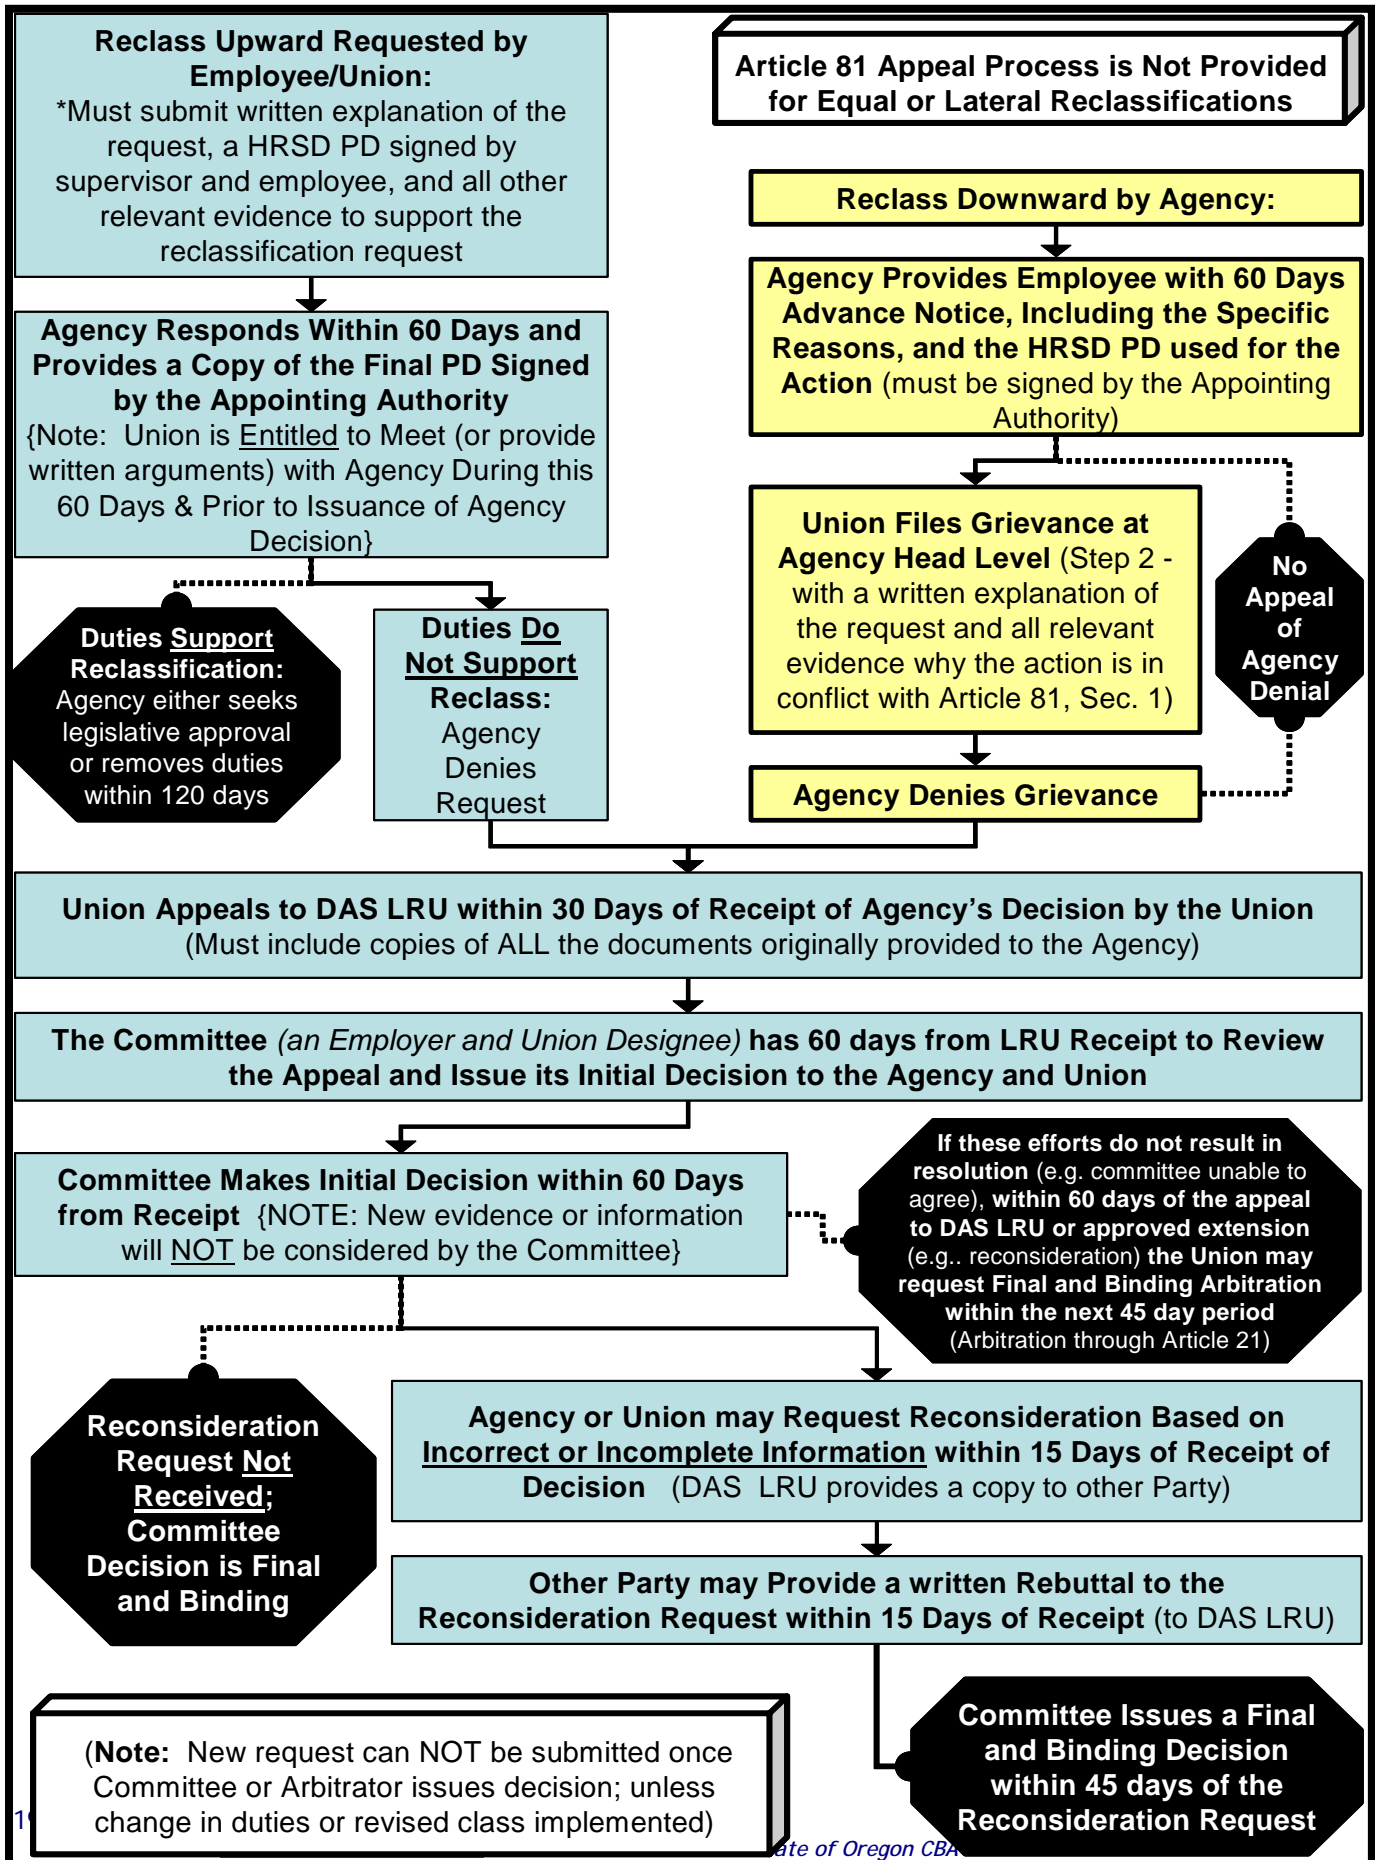 Reclass Upward Requested by
Employee/Union:
*Must submit written explanation of the
request, a HRSD PD signed by
supervisor and employee, and all other
relevant evidence to support the
reclassification request
Article 81 Appeal Process is Not Provided
for Equal or Lateral Reclassifications
Reclass Downward by Agency:
Agency Provides Employee with 60 Days
Advance Notice, Including the Specific
Reasons, and the HRSD PD used for the
Action (must be signed by the Appointing
Authority)
Agency Responds Within 60 Days and
Provides a Copy of the Final PD Signed
by the Appointing Authority
{Note: Union is Entitled to Meet (or provide
written arguments) with Agency During this
60 Days & Prior to Issuance of Agency
Decision}
Union Files Grievance at
Agency Head Level (Step 2 -
with a written explanation of
the request and all relevant
evidence why the action is in
conflict with Article 81, Sec. 1)
No
Appeal
of
Agency
Denial
Duties Support
Reclassification:
Agency either seeks
legislative approval
or removes duties
within 120 days
Duties Do
Not Support
Reclass:
Agency
Denies
Request
Agency Denies Grievance
Union Appeals to DAS LRU within 30 Days of Receipt of Agency's Decision by the Union
(Must include copies of ALL the documents originally provided to the Agency)
The Committee (an Employer and Union Designee) has 60 days from LRU Receipt to Review
the Appeal and Issue its Initial Decision to the Agency and Union
Committee Makes Initial Decision within 60 Days
from Receipt {NOTE: New evidence or information
will NOT be considered by the Committee}
If these efforts do not result in
resolution (e.g. committee unable to
agree), within 60 days of the appeal
to DAS LRU or approved extension
(e.g.. reconsideration) the Union may
request Final and Binding Arbitration
within the next 45 day period
(Arbitration through Article 21)
Reconsideration
Request Not
Received;
Committee
Decision is Final
and Binding
Agency or Union may Request Reconsideration Based on
Incorrect or Incomplete Information within 15 Days of Receipt of
Decision (DAS LRU provides a copy to other Party)
Other Party may Provide a written Rebuttal to the
Reconsideration Request within 15 Days of Receipt (to DAS LRU)
Committee Issues a Final
and Binding Decision
within 45 days of the
Reconsideration Request
(Note: New request can NOT be submitted once
Committee or Arbitrator issues decision; unless
change in duties or revised class implemented)
of Oregon CBA